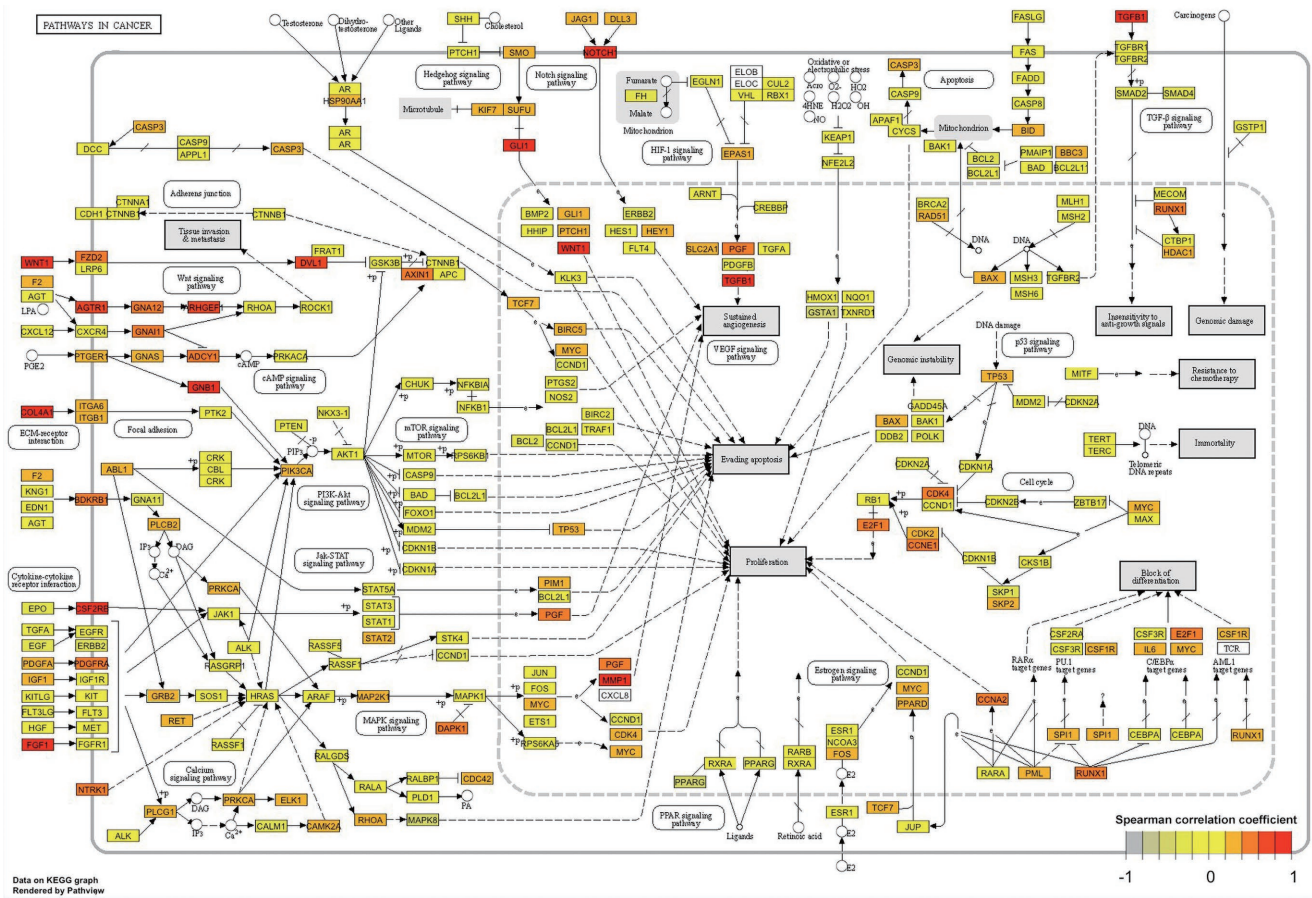 PATHWAYS IN CANCER
Testosterone
Dihydro-
testosterone
Other
Ligands
SHH
Cholesterol
PTCH1
SMO
Hedgehog signaling
pathway
JAG1
DLL3
NOTCH1
Notch signaling
pathway
Fumarate
FH
Malate
Mitochondrion
EGLN1
ELOB
ELOC
VHL
CUL2
RBX1
Oxidative or
electrophilic stress
Acro
O2-
HO2
4HNE
H2O2
OH
NO
KEAP1
NFE2L2
CASP3
CASP9
Apoptosis
APAF1
CYCS
Mitochondrion
FASLG
FAS
FADD
CASP8
BID
BAK1
BCL2
BCL2L1
PMAIP1
BBC3
BAD
BCL2L11
TGFB1
TGFBR1
TGFBR2
+p
SMAD2
SMAD4
TGF-β signaling
pathway
Carcinogens
GSTP1
AR
HSP90AA1
AR
AR
Microtubule
KIF7
SUFU
GLI1
HIF-1 signaling
pathway
EPAS1
CASP3
DCC
CASP9
APPL1
CASP3
Adherens junction
CTNNA1
CDH1
CTNNB1
CTNNB1
Tissue invasion
& metastasis
ARNT
CREBBP
BMP2
GLI1
HHIP
PTCH1
WNT1
ERBB2
HES1
HEY1
FLT4
SLC2A1
PGF
TGFA
PDGFB
TGFB1
KLK3
BRCA2
RAD51
DNA
DNA
MLH1
MSH2
BAX
MSH3
TGFBR2
MSH6
MECOM
RUNX1
CTBP1
HDAC1
WNT1
FZD2
LRP6
DVL1
FRAT1
GSK3B
+p
+p
CTNNB1
AXIN1
APC
Wnt signaling
pathway
F2
AGT
LPA
AGTR1
GNA12
ARHGEF1
RHOA
ROCK1
CXCL12
CXCR4
GNAI1
PGE2
PTGER1
GNAS
ADCY1
cAMP
PRKACA
GNB1
cAMP signaling
pathway
TCF7
BIRC5
MYC
CCND1
HMOX1
NQO1
GSTA1
TXNRD1
Sustained
angiogenesis
VEGF signaling
pathway
Insensitivity to
anti-growth signals
Genomic damage
DNA damage
p53 signaling
pathway
Genomic instability
TP53
MITF
Resistance to
chemotherapy
COL4A1
ITGA6
ITGB1
PTK2
ECM-receptor
interaction
Focal adhesion
NKX3-1
PTEN
PIP3
-p
AKT1
CHUK
+p
NFKBIA
NFKB1
PTGS2
NOS2
mTOR signaling
pathway
BIRC2
BCL2L1
TRAF1
BCL2
CCND1
MDM2
CDKN2A
GADD45A
BAX
BAK1
DDB2
POLK
TERT
TERC
DNA
Telomeric
DNA repeats
Immortality
F2
KNG1
EDN1
AGT
ABL1
BDKRB1
GNA11
CRK
CBL
CRK
PIK3CA
PI3K-Akt
signaling pathway
+p
MTOR
RPS6KB1
CASP9
BAD
BCL2L1
FOXO1
MDM2
TP53
CDKN1B
CDKN1A
Evading apoptosis
CDKN2A
CDKN1A
Cell cycle
RB1
+p
CDK4
CCND1
CDKN2B
ZBTB17
MYC
MAX
E2F1
CDK2
CCNE1
CDKN1B
CKS1B
SKP1
SKP2
PLCB2
IP3
DAG
Ca2+
PRKCA
Jak-STAT
signaling pathway
Proliferation
Block of
differentiation
Cytokine-cytokine
receptor interaction
EPO
CSF2RB
JAK1
STAT5A
STAT3
STAT1
STAT2
+p
PIM1
BCL2L1
PGF
TGFA
EGFR
EGF
ERBB2
PDGFA
PDGFRA
IGF1
IGF1R
KITLG
KIT
FLT3LG
FLT3
HGF
MET
FGF1
FGFR1
ALK
RASGRP1
RASSF5
RASSF1
STK4
CCND1
GRB2
SOS1
HRAS
ARAF
+p
MAP2K1
+p
MAPK1
RET
RASSF1
MAPK signaling
pathway
DAPK1
JUN
FOS
MYC
ETS1
+p
RPS6KA5
PGF
MMP1
CXCL8
CCND1
CDK4
MYC
Estrogen signaling
pathway
CCND1
MYC
PPARD
ESR1
NCOA3
FOS
E2
ESR1
E2
E2
CSF2RA
CSF3R
CSF1R
CSF3R
E2F1
IL6
MYC
CSF1R
TCR
RARα
target genes
PU.1
target genes
C/EBPα
target genes
AML1
target genes
CCNA2
?
SPI1
SPI1
CEBPA
CEBPA
RUNX1
RARA
PML
RUNX1
NTRK1
RALGDS
RALA
RALBP1
CDC42
PLD1
PA
Calcium
signaling pathway
+p
PLCG1
DAG
IP3
PRKCA
ELK1
Ca2+
CALM1
CAMK2A
ALK
RHOA
MAPK8
RXRA
PPARG
PPARG
RARB
RXRA
PPAR signaling
pathway
Ligands
Retinoic acid
TCF7
JUP
Spearman correlation coefficient
-1
0
1
Data on KEGG graph
Rendered by Pathview